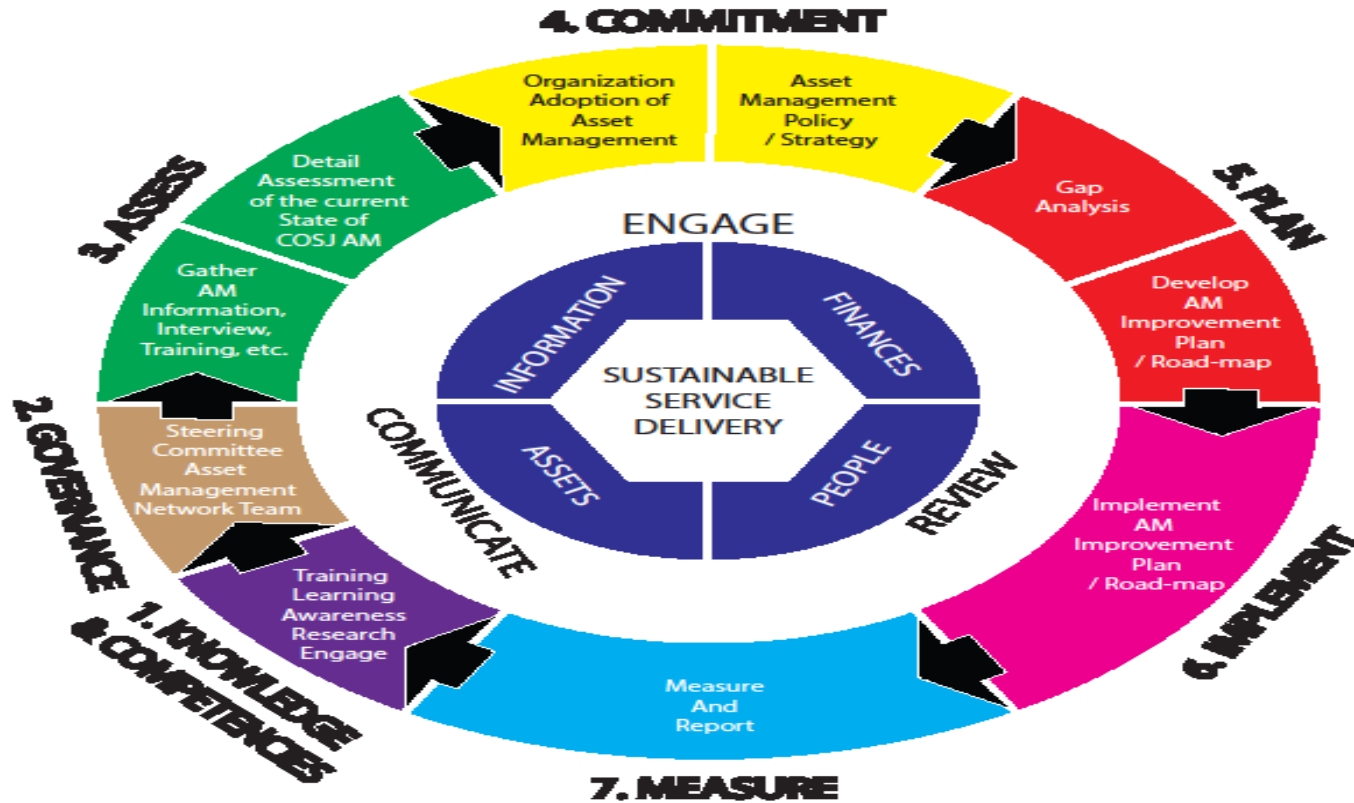 4. COMMITMENT
Organization
Adoption of
Asset
Management
Asset
Management
Policy
/ Strategy
5. PLAN
Gap
Analysis
Develop
AM
Improvement
Plan
/ Road-map
6. IMPLEMENT
Implement
AM
Improvement
Plan
/ Road-map
7. MEASURE
Measure
And
Report
1. KNOWLEDGE
& COMPETENCIES
Training
Learning
Awareness
Research
Engage
2. GOVERNANCE
Steering
Committee
Asset
Management
Network Team
3. ASSESS
Gather
AM
Information,
Interview,
Training, etc.
Detail
Assessment
of the current
State of
COSJ AM
ENGAGE
REVIEW
COMMUNICATE
INFORMATION
FINANCES
PEOPLE
ASSETS
SUSTAINABLE
SERVICE
DELIVERY